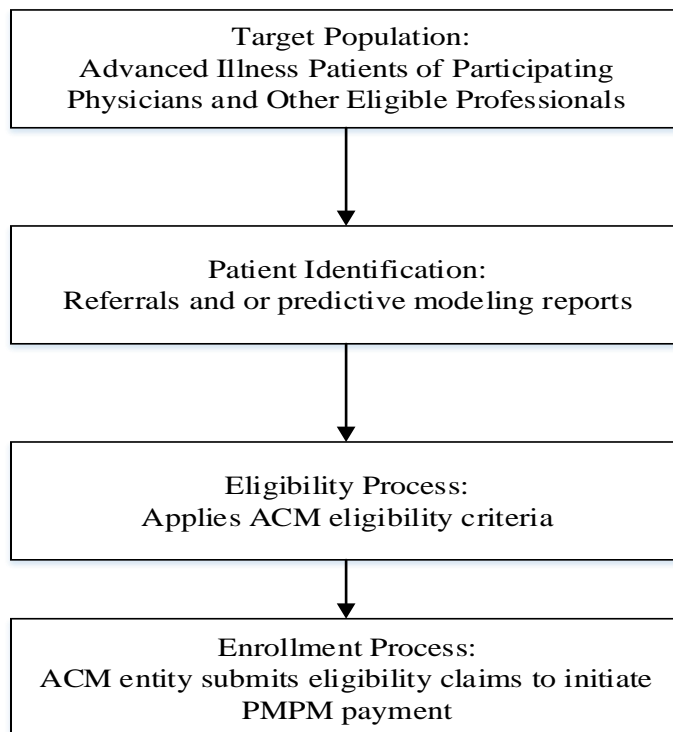 Target Population:
Advanced Illness Patients of Participating
Physicians and Other Eligible Professionals
Patient Identification:
Referrals and or predictive modeling reports
Eligibility Process:
Applies ACM eligibility criteria
Enrollment Process:
ACM entity submits eligibility claims to initiate
PMPM payment